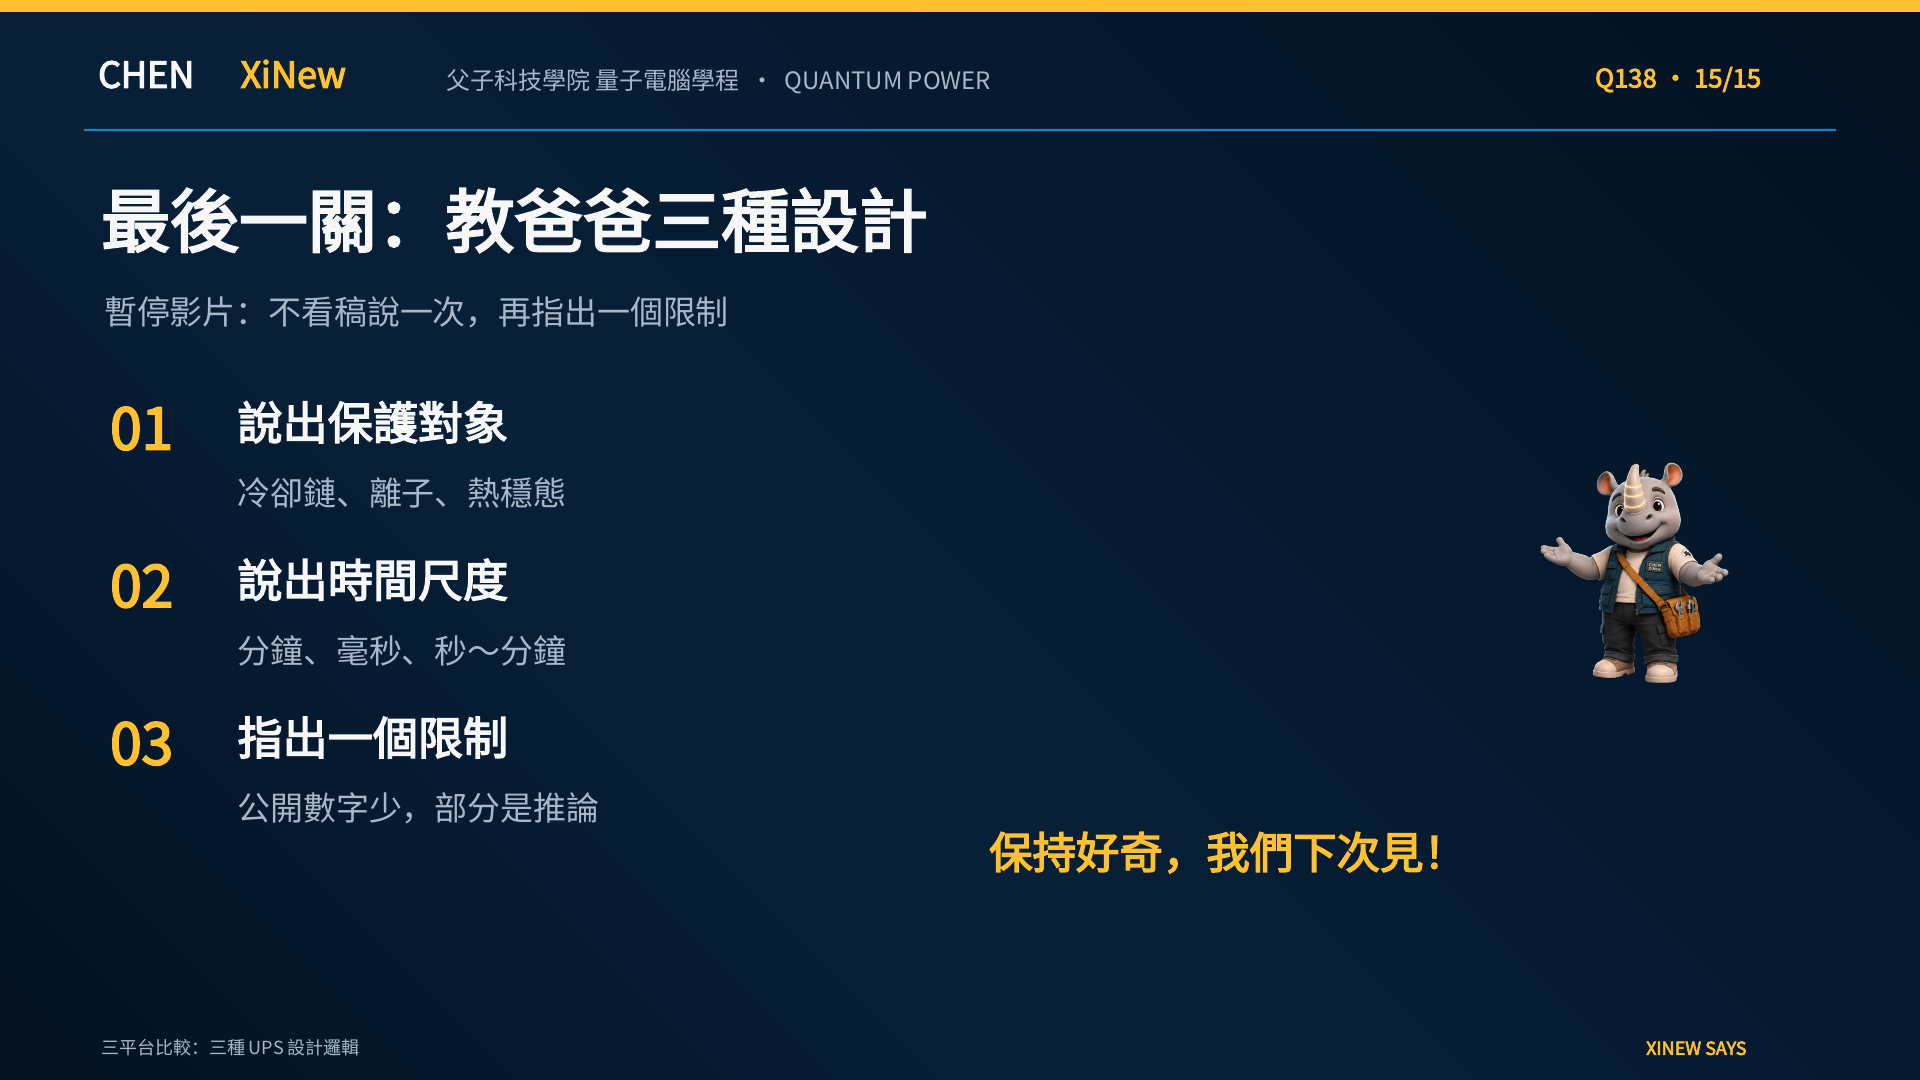 CHEN XiNew 父子科技學院 量子電腦學程 • QUANTUM POWER Q138 • 15/15
最後一關：教爸爸三種設計
暫停影片：不看稿說一次，再指出一個限制
01 說出保護對象
冷卻鏈、離子、熱穩態
02 說出時間尺度
分鐘、毫秒、秒～分鐘
03 指出一個限制
公開數字少，部分是推論
保持好奇，我們下次見！
三平台比較：三種 UPS 設計邏輯 XINEW SAYS